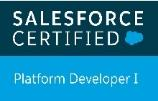 SALESFORCE
CERTIFIED
Platform Developer I